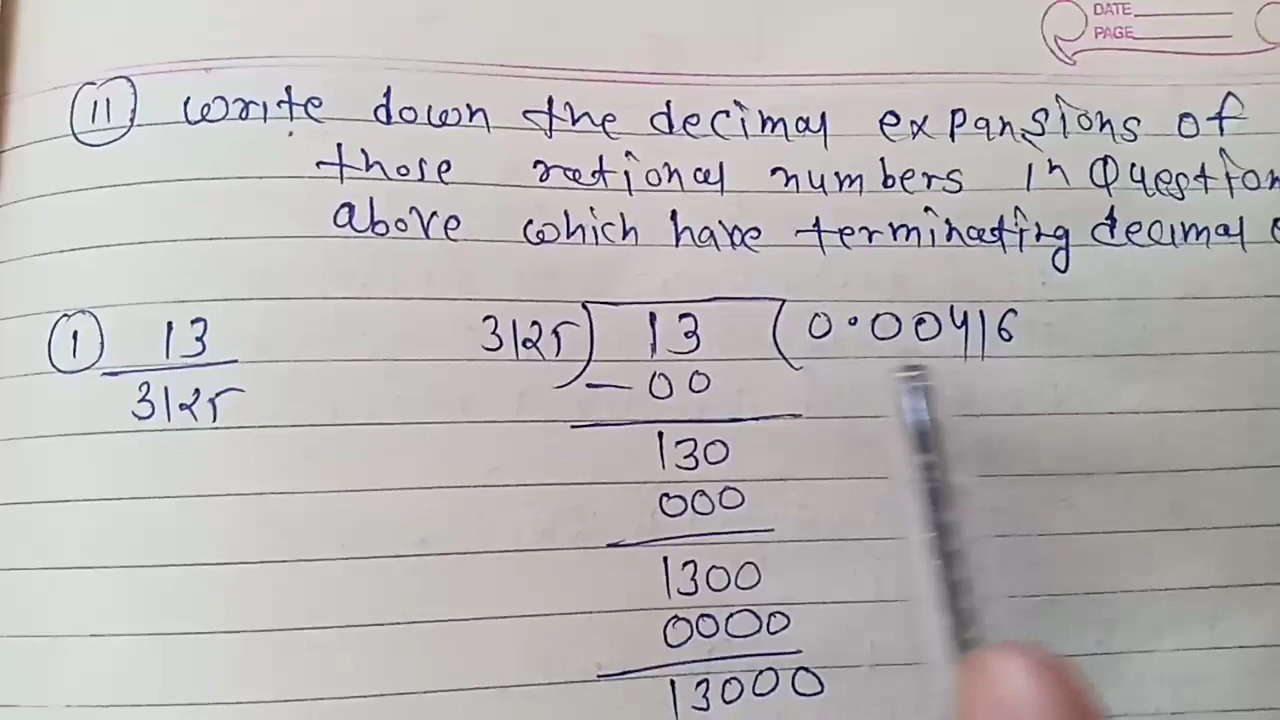 DATE
PAGE
(11) write down the decimal expansions of
those rational numbers in Question
above which have terminating decimal
(1) 13 3125) 13 (0.00416
3125 -00
130
000
1300
0000
13000